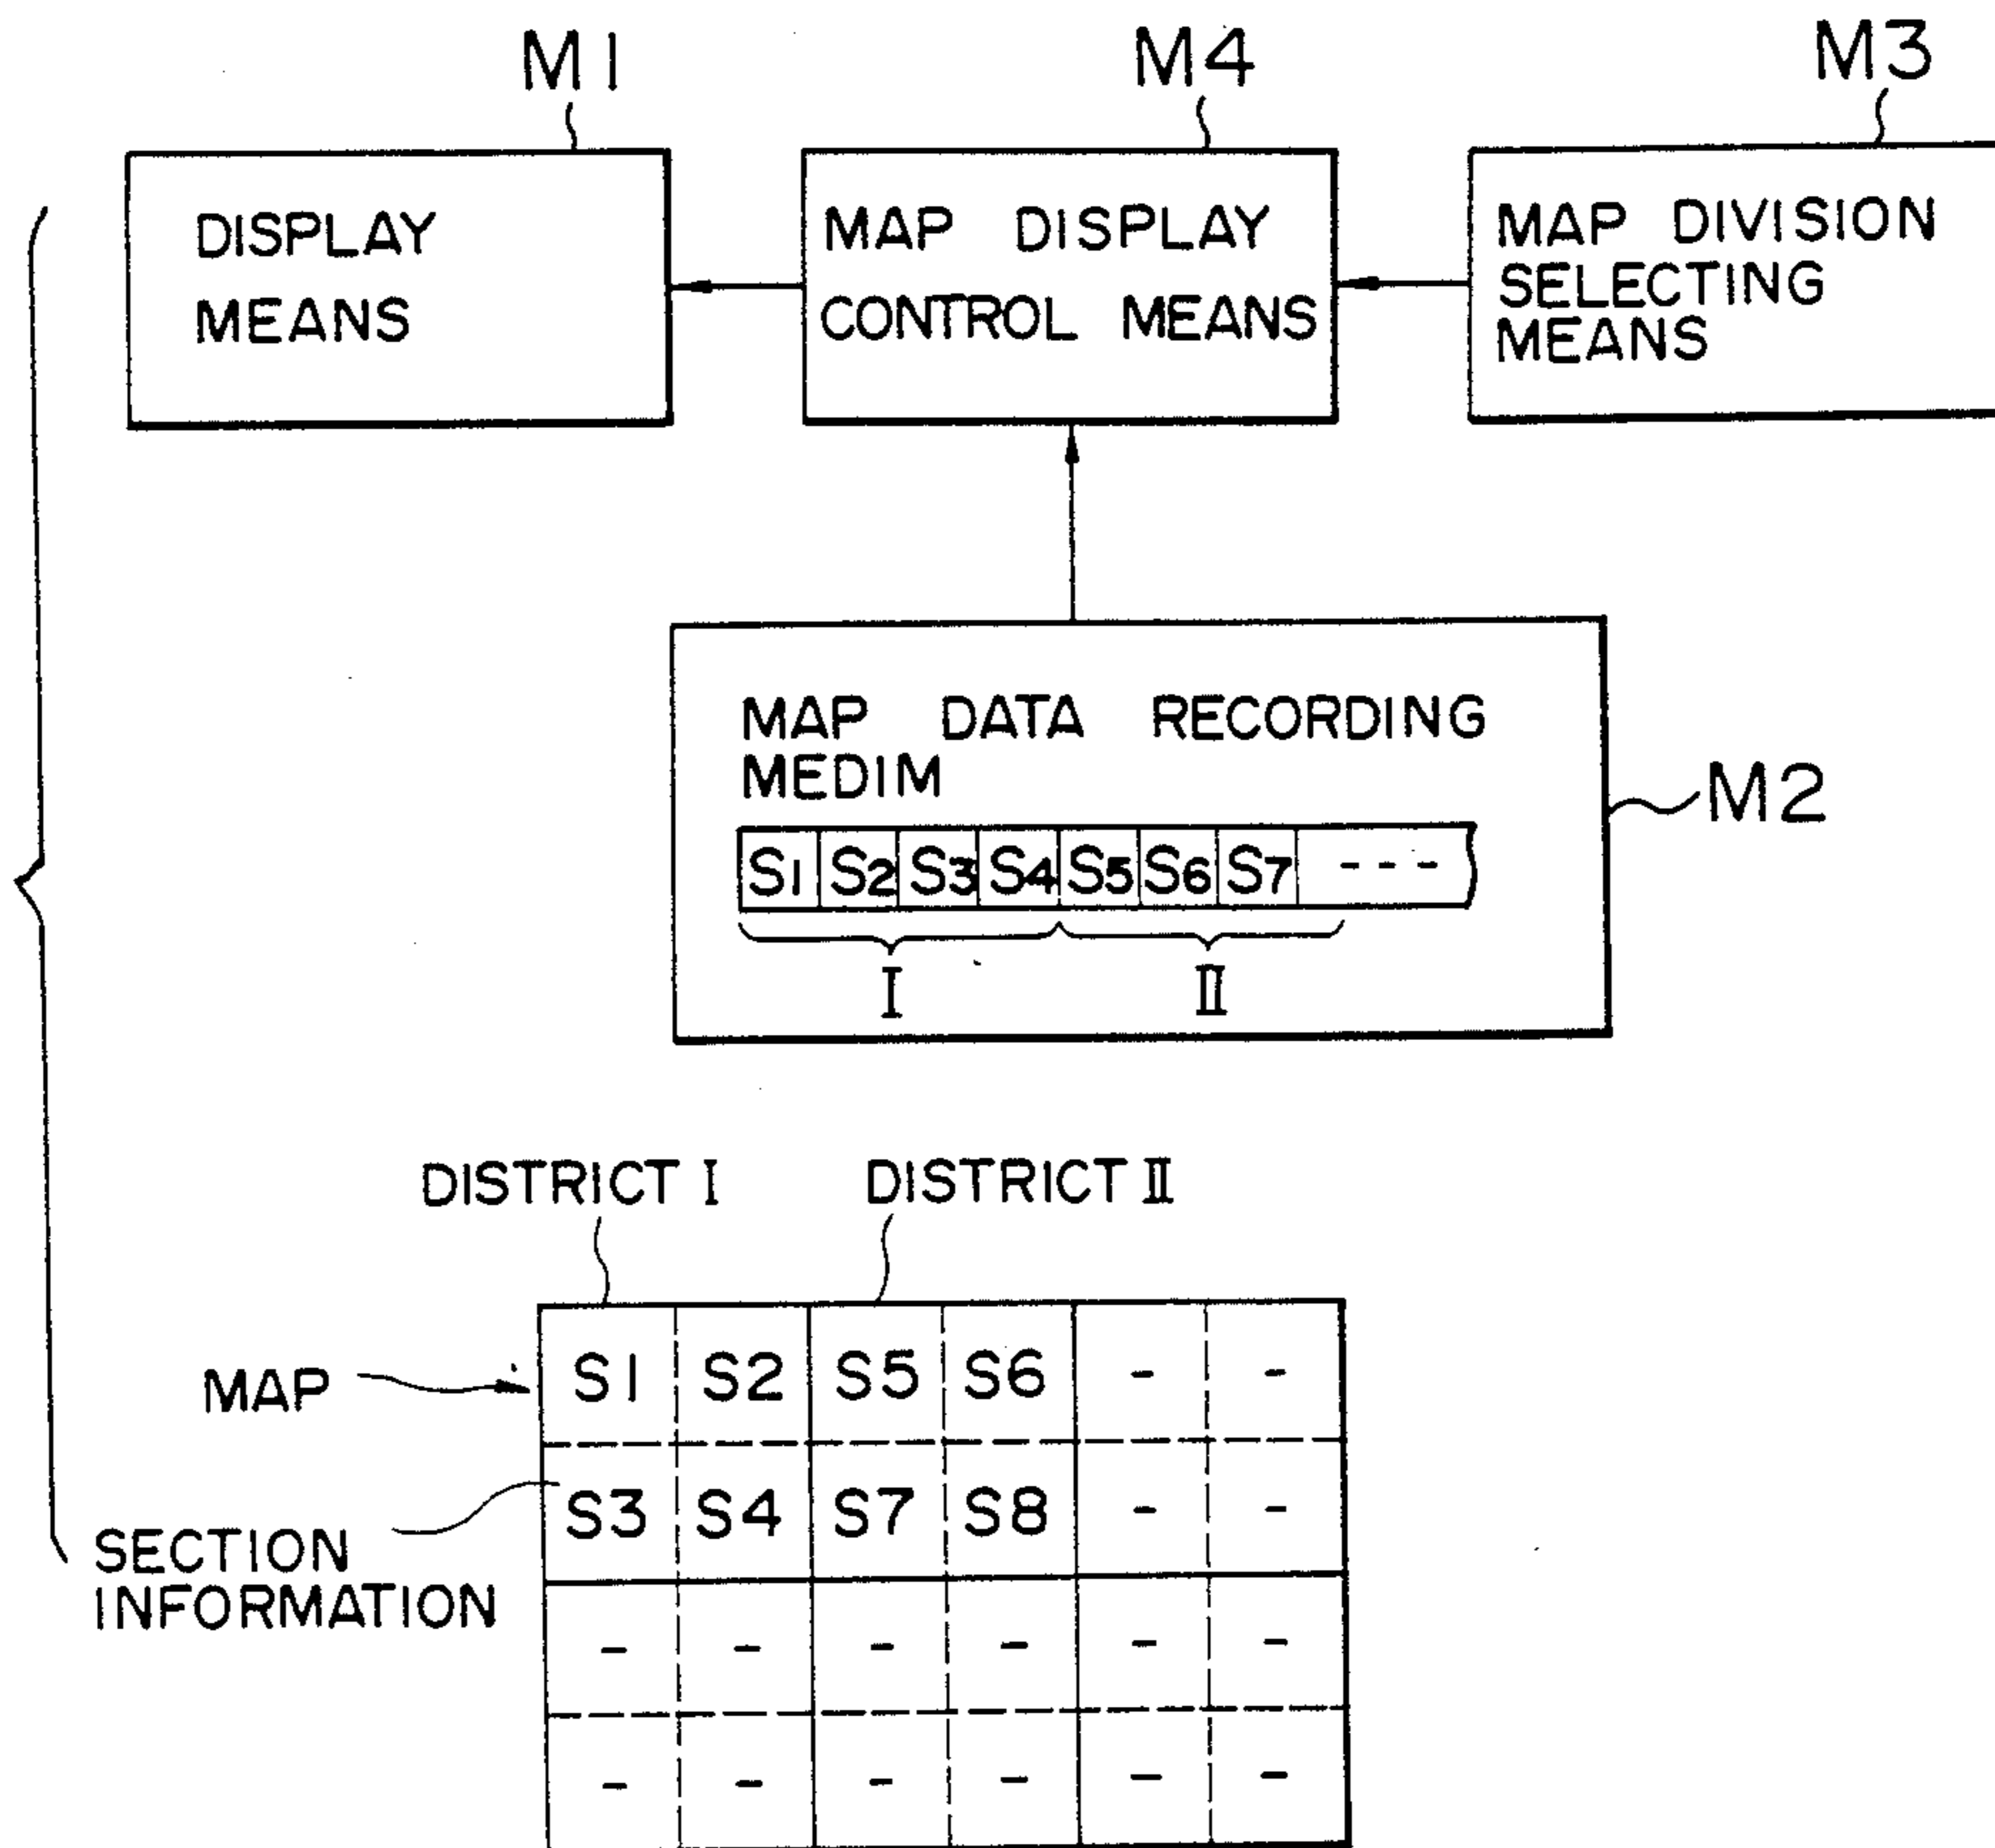 M1
M4
M3
DISPLAY
MEANS
MAP DISPLAY
CONTROL MEANS
MAP DIVISION
SELECTING
MEANS
MAP DATA RECORDING
MEDIM
S1 S2 S3 S4 S5 S6 S7 - - -
I II
M2
DISTRICT I DISTRICT II
MAP
S1 S2 S5 S6 - -
S3 S4 S7 S8 - -
SECTION
INFORMATION
- - - - - -
- - - - - -